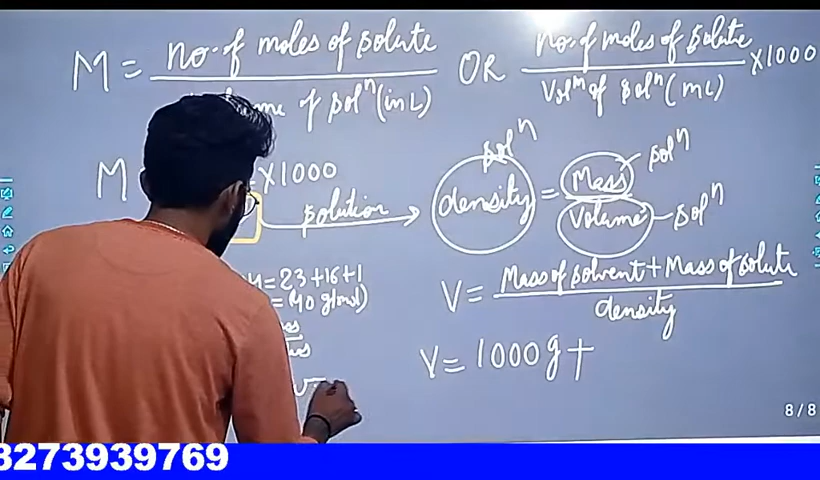 M = no. of moles of solute OR no. of moles of solute X1000
of solⁿ (in L) Volᵐ of solⁿ (mL)
solⁿ
M X1000 density = Mass solⁿ
solution Volume solⁿ
= 23+16+1 V = Mass of solvent + Mass of solute
= 40 g/mol) density
V = 1000 g +
8/8
8273939769